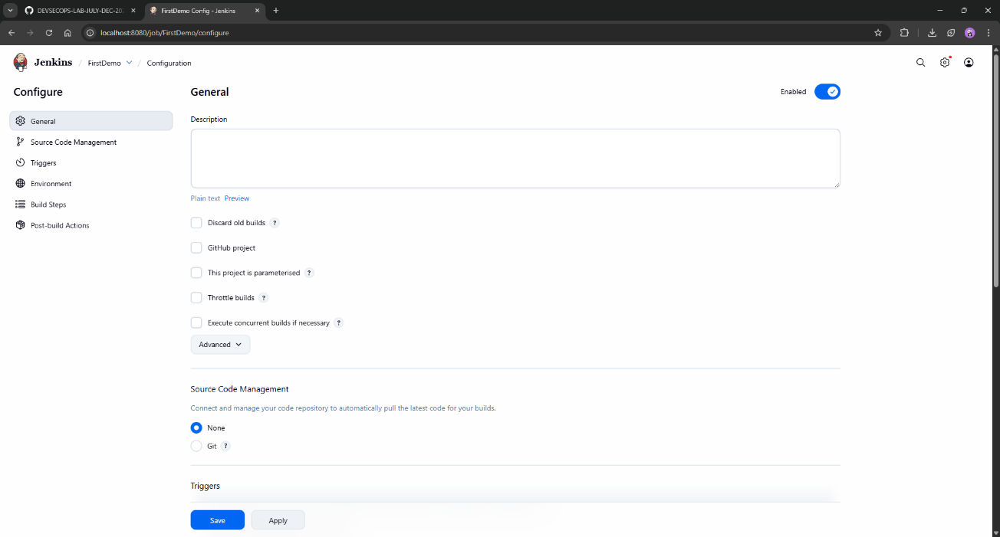 DEVSECOPS-LAB-JULY-DEC-202
FirstDemo Config - Jenkins
localhost:8080/job/FirstDemo/configure
Jenkins / FirstDemo / Configuration
Configure
General
Source Code Management
Triggers
Environment
Build Steps
Post-build Actions
General
Enabled
Description
Plain text Preview
Discard old builds ?
GitHub project
This project is parameterised ?
Throttle builds ?
Execute concurrent builds if necessary ?
Advanced
Source Code Management
Connect and manage your code repository to automatically pull the latest code for your builds.
None
Git ?
Triggers
Save Apply